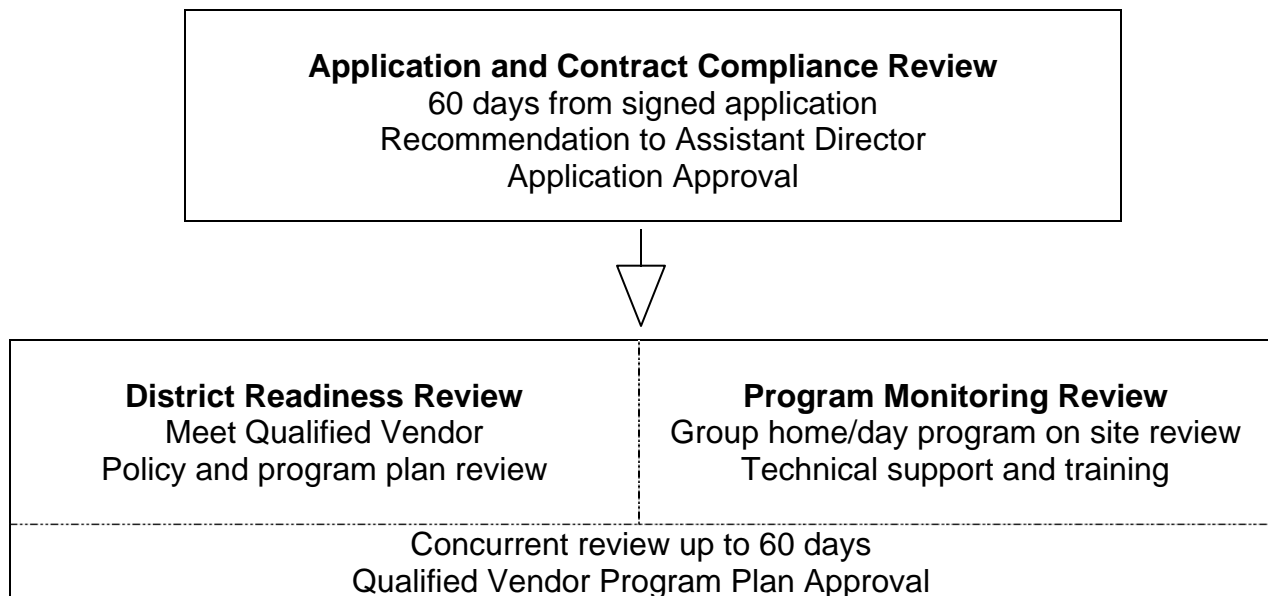 Application and Contract Compliance Review
60 days from signed application
Recommendation to Assistant Director
Application Approval
District Readiness Review
Meet Qualified Vendor
Policy and program plan review
Program Monitoring Review
Group home/day program on site review
Technical support and training
Concurrent review up to 60 days
Qualified Vendor Program Plan Approval